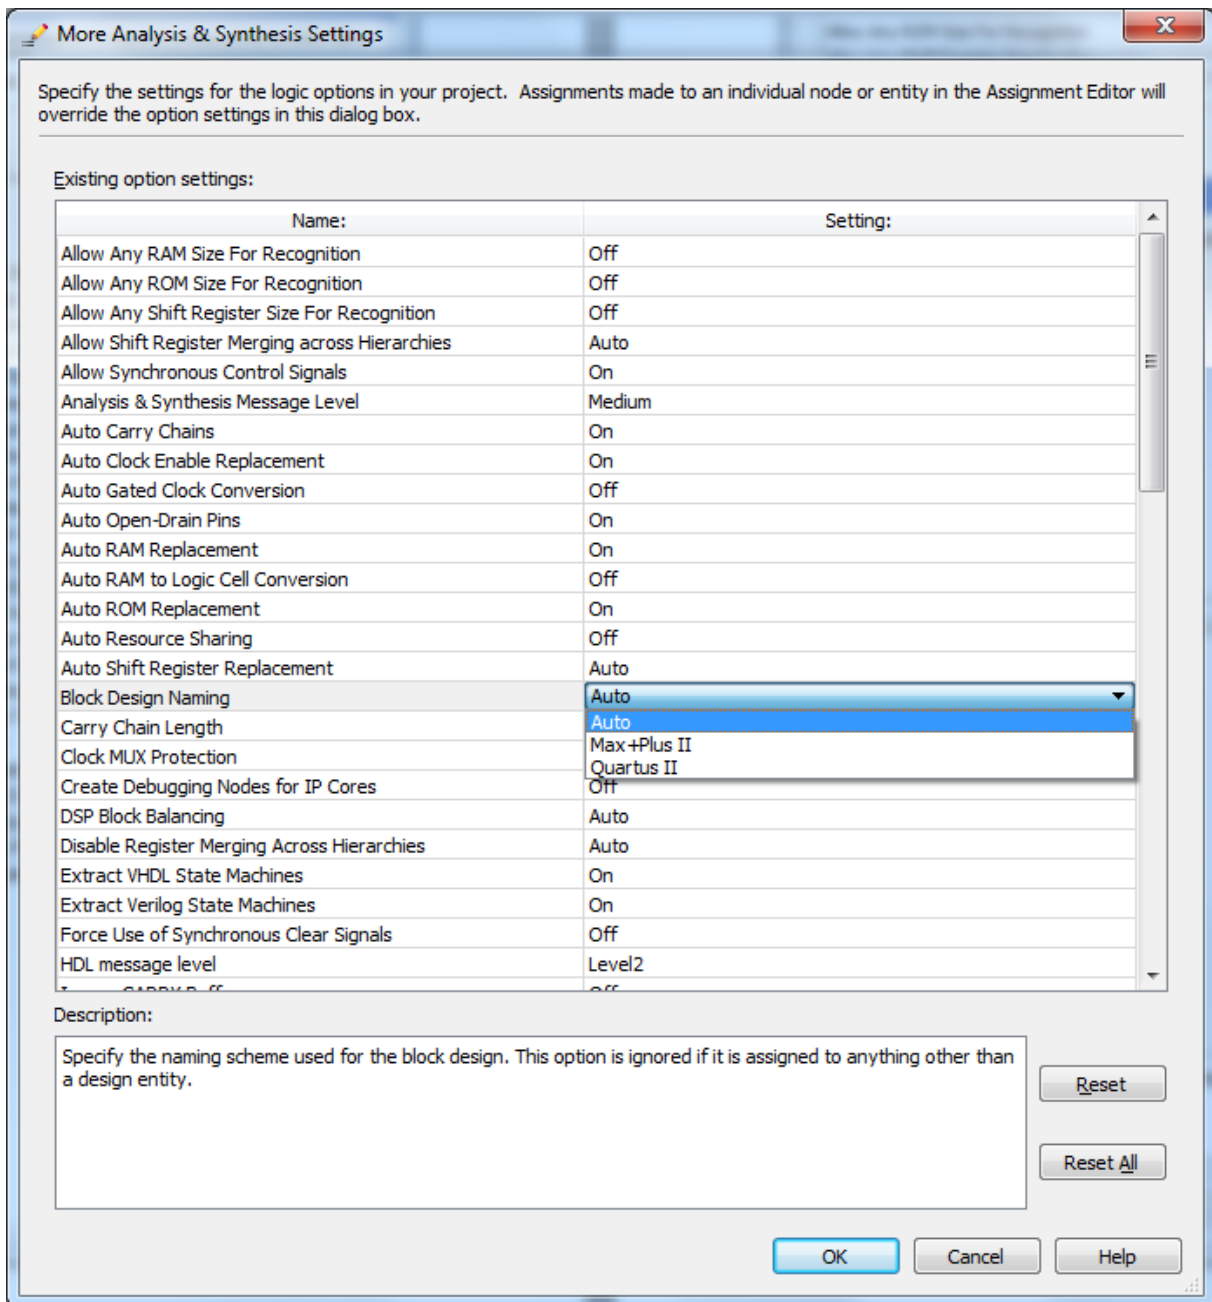 More Analysis & Synthesis Settings
Specify the settings for the logic options in your project.  Assignments made to an individual node or entity in the Assignment Editor will
override the option settings in this dialog box.
Existing option settings:
Name: Setting:
Allow Any RAM Size For Recognition Off
Allow Any ROM Size For Recognition Off
Allow Any Shift Register Size For Recognition Off
Allow Shift Register Merging across Hierarchies Auto
Allow Synchronous Control Signals On
Analysis & Synthesis Message Level Medium
Auto Carry Chains On
Auto Clock Enable Replacement On
Auto Gated Clock Conversion Off
Auto Open-Drain Pins On
Auto RAM Replacement On
Auto RAM to Logic Cell Conversion Off
Auto ROM Replacement On
Auto Resource Sharing Off
Auto Shift Register Replacement Auto
Block Design Naming Auto
Auto
Carry Chain Length
Max+Plus II
Clock MUX Protection
Quartus II
Create Debugging Nodes for IP Cores Off
DSP Block Balancing Auto
Disable Register Merging Across Hierarchies Auto
Extract VHDL State Machines On
Extract Verilog State Machines On
Force Use of Synchronous Clear Signals Off
HDL message level Level2
Description:
Specify the naming scheme used for the block design. This option is ignored if it is assigned to anything other than
a design entity.
Reset
Reset All
OK Cancel Help